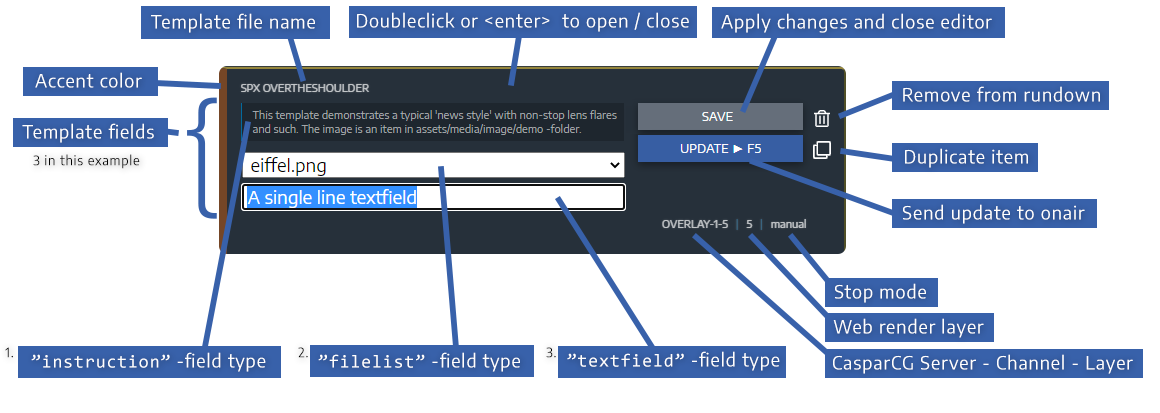 Template file name
Doubleclick or <enter> to open / close
Apply changes and close editor
Accent color
SPX OVERTHESHOULDER
Remove from rundown
This template demonstrates a typical 'news style' with non-stop lens flares
and such. The image is an item in assets/media/image/demo -folder.
SAVE
Template fields
3 in this example
UPDATE ► F5
Duplicate item
eiffel.png
A single line textfield
Send update to onair
OVERLAY-1-5 | 5 | manual
Stop mode
Web render layer
1. ”instruction” -field type
2. ”filelist” -field type
3. ”textfield” -field type
CasparCG Server - Channel - Layer